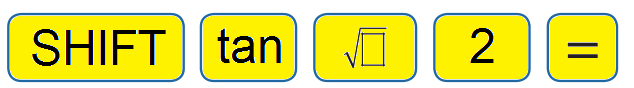 SHIFT tan √□ 2 =